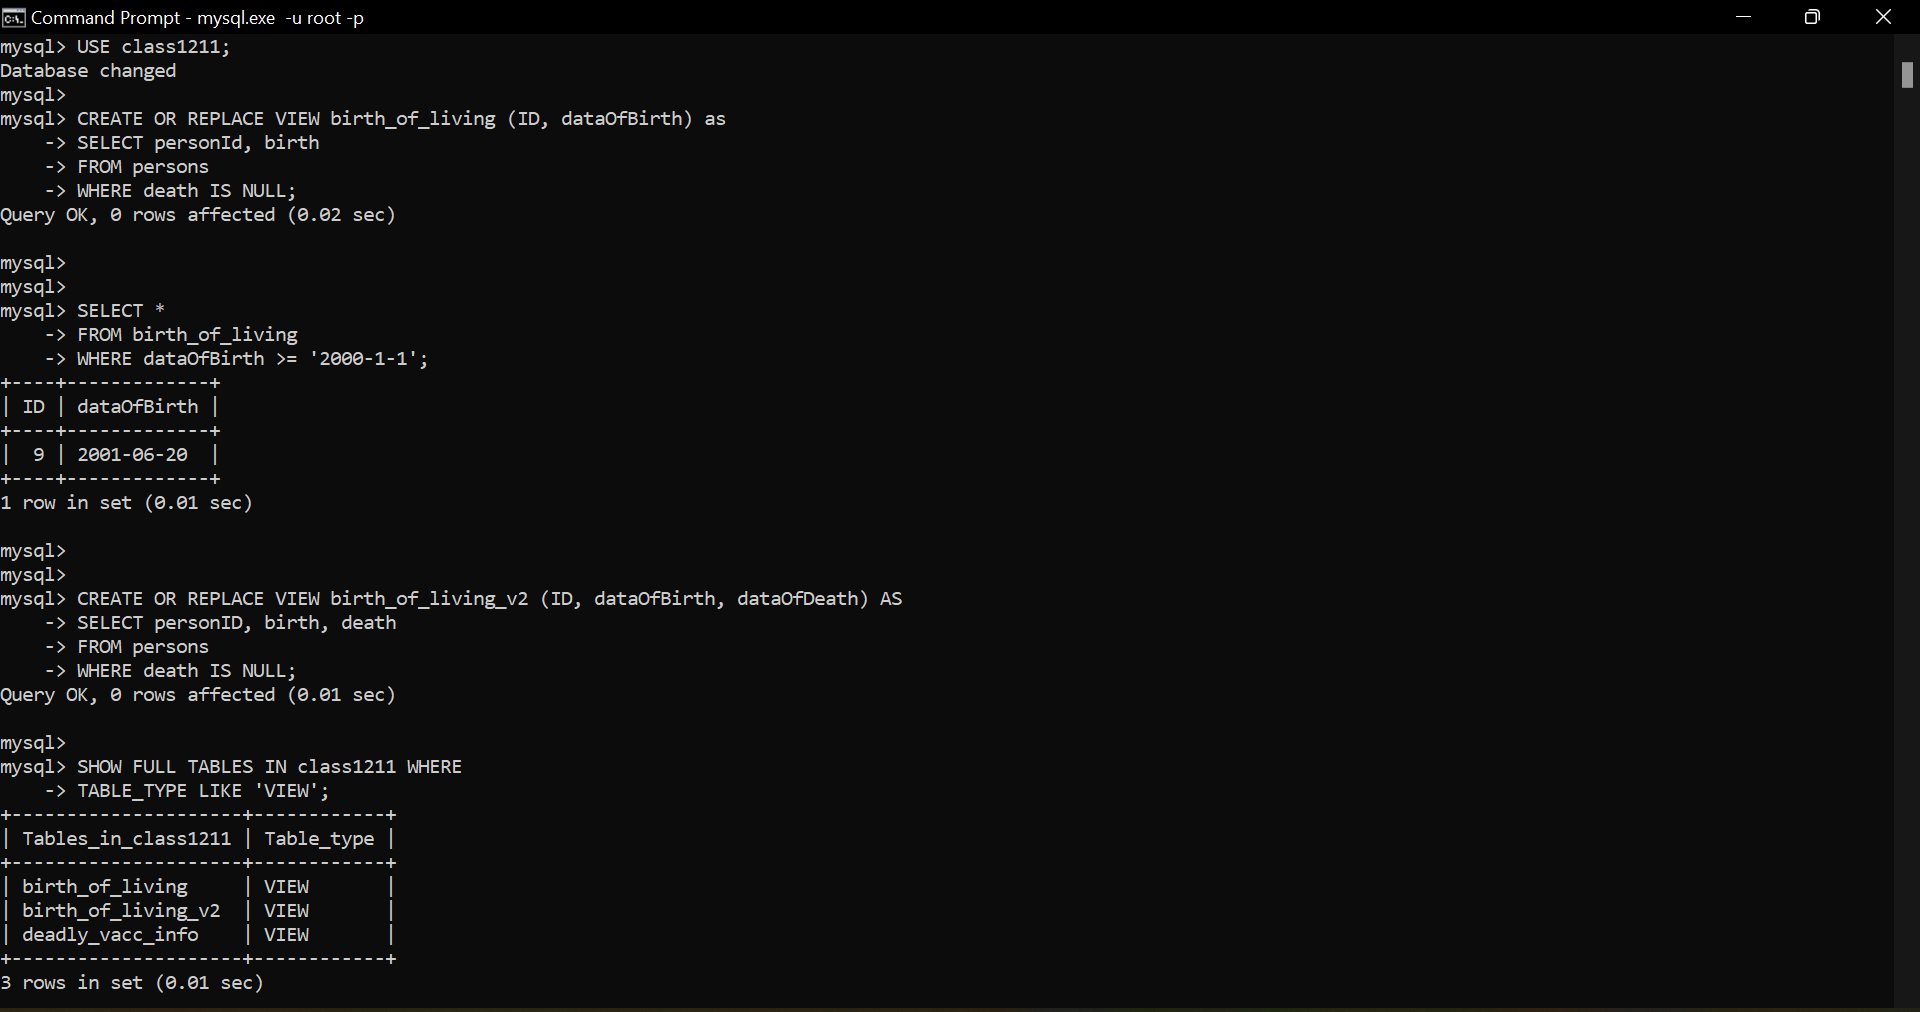 Command Prompt - mysql.exe -u root -p
mysql> USE class1211;
Database changed
mysql>
mysql> CREATE OR REPLACE VIEW birth_of_living (ID, dataOfBirth) as
    -> SELECT personId, birth
    -> FROM persons
    -> WHERE death IS NULL;
Query OK, 0 rows affected (0.02 sec)

mysql>
mysql>
mysql> SELECT *
    -> FROM birth_of_living
    -> WHERE dataOfBirth >= '2000-1-1';
+----+-------------+
| ID | dataOfBirth |
+----+-------------+
|  9 | 2001-06-20  |
+----+-------------+
1 row in set (0.01 sec)

mysql>
mysql>
mysql> CREATE OR REPLACE VIEW birth_of_living_v2 (ID, dataOfBirth, dataOfDeath) AS
    -> SELECT personID, birth, death
    -> FROM persons
    -> WHERE death IS NULL;
Query OK, 0 rows affected (0.01 sec)

mysql>
mysql> SHOW FULL TABLES IN class1211 WHERE
    -> TABLE_TYPE LIKE 'VIEW';
+---------------------+------------+
| Tables_in_class1211 | Table_type |
+---------------------+------------+
| birth_of_living     | VIEW       |
| birth_of_living_v2  | VIEW       |
| deadly_vacc_info    | VIEW       |
+---------------------+------------+
3 rows in set (0.01 sec)